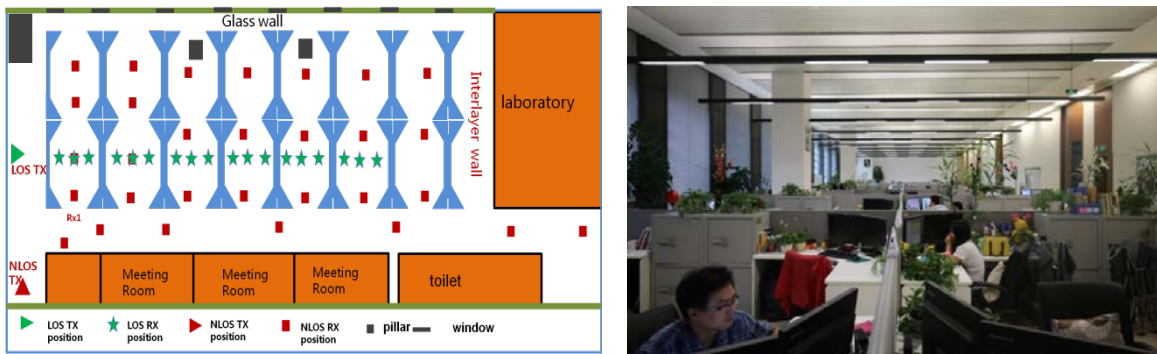 Glass wall
Interlayer wall
laboratory
LOS TX
Rx1
NLOS
TX
Meeting
Room
Meeting
Room
Meeting
Room
toilet
LOS TX
position
LOS RX
position
NLOS TX
position
NLOS RX
position
pillar
window